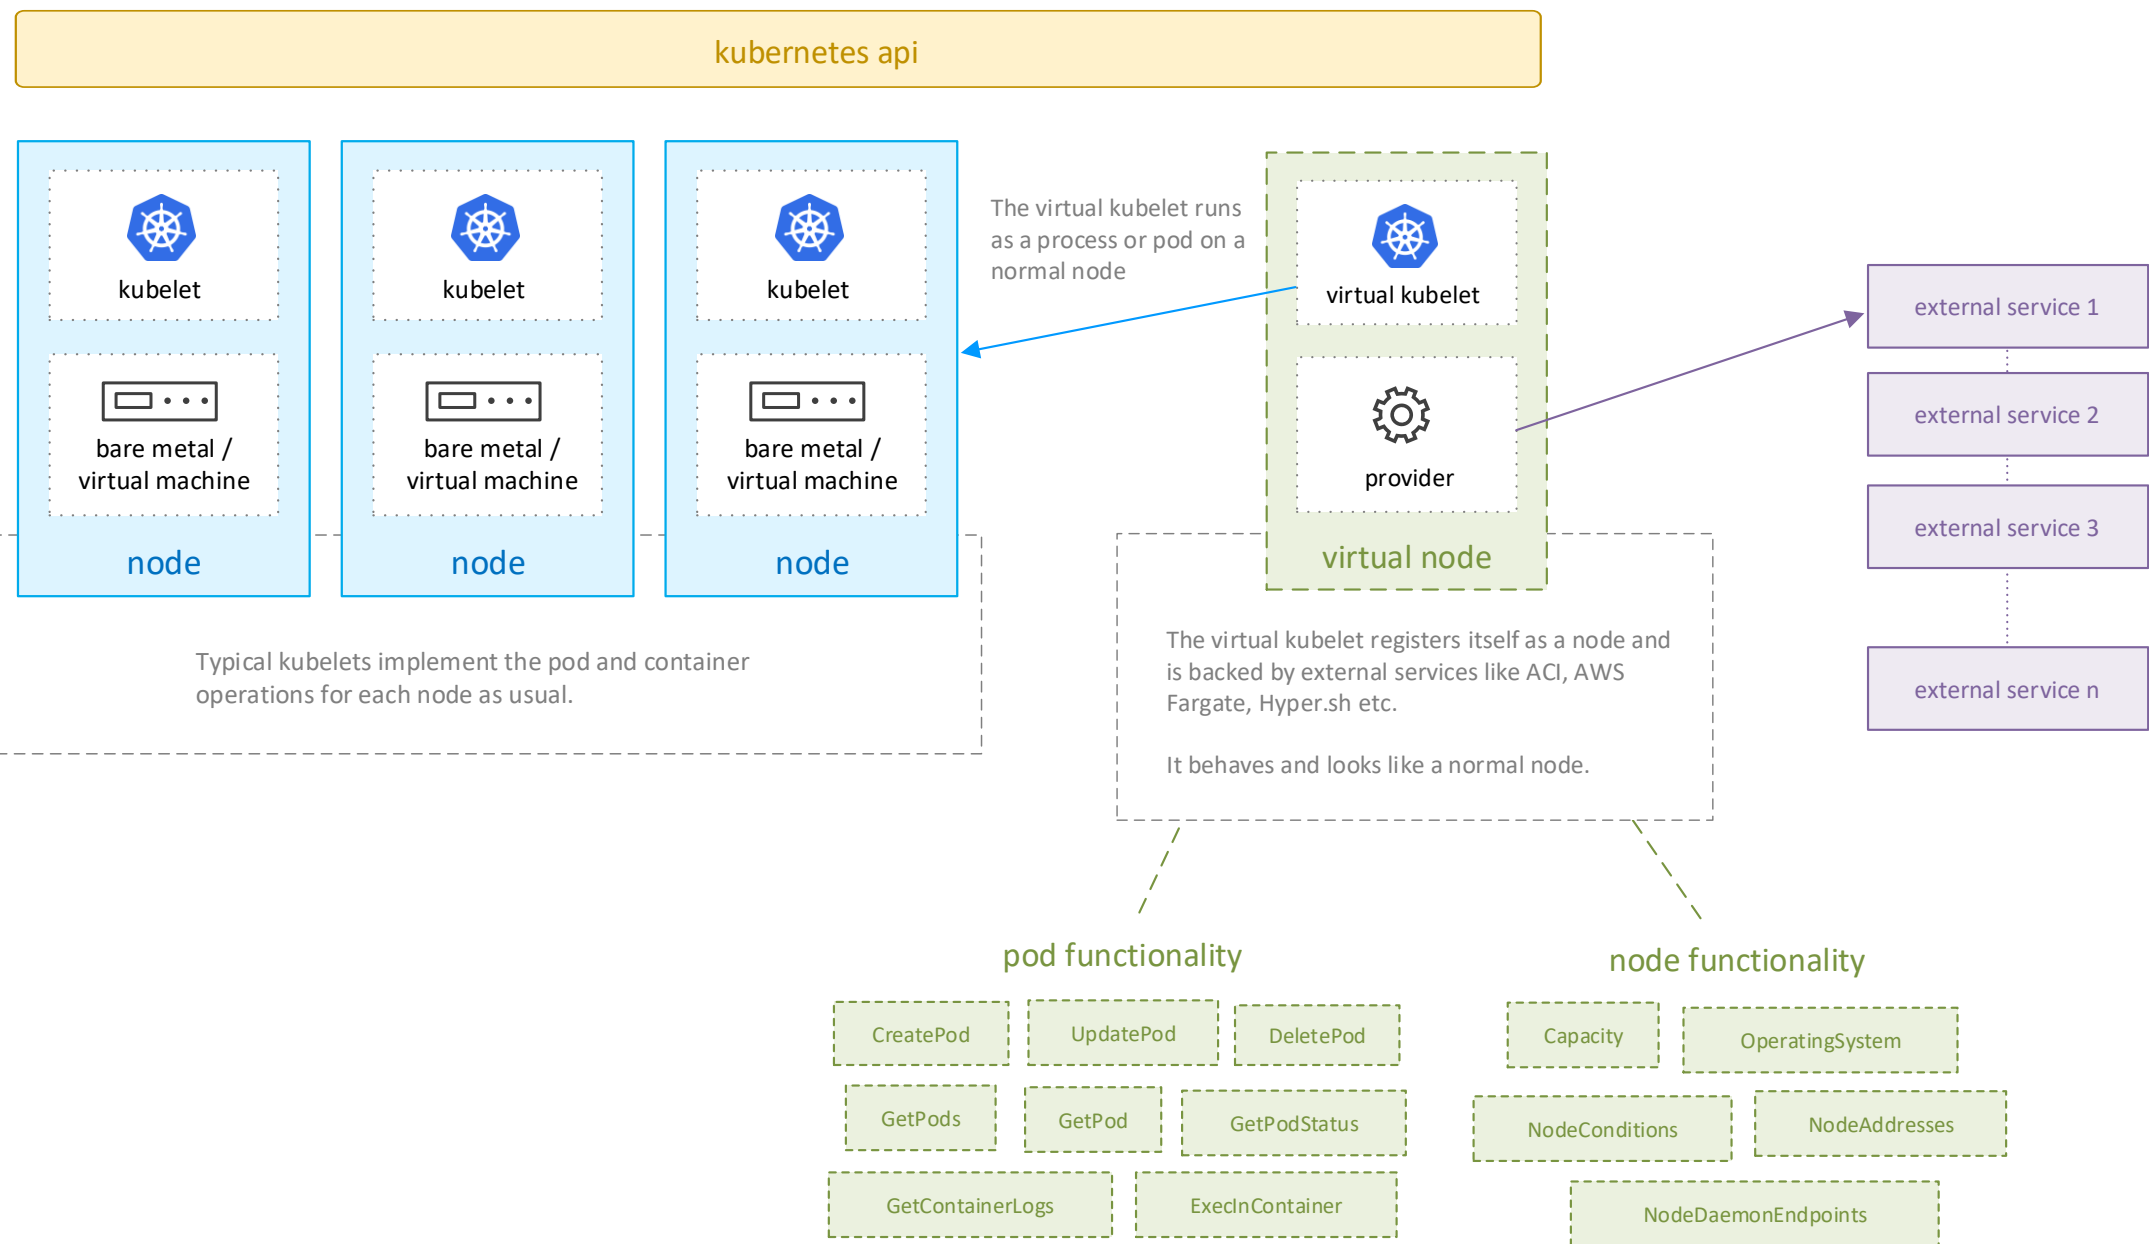 kubernetes api
kubelet
bare metal /
virtual machine
node
kubelet
bare metal /
virtual machine
node
kubelet
bare metal /
virtual machine
node
Typical kubelets implement the pod and container
operations for each node as usual.
The virtual kubelet runs
as a process or pod on a
normal node
virtual kubelet
provider
virtual node
The virtual kubelet registers itself as a node and
is backed by external services like ACI, AWS
Fargate, Hyper.sh etc.
It behaves and looks like a normal node.
external service 1
external service 2
external service 3
external service n
pod functionality
CreatePod
UpdatePod
DeletePod
GetPods
GetPod
GetPodStatus
GetContainerLogs
ExecInContainer
node functionality
Capacity
OperatingSystem
NodeConditions
NodeAddresses
NodeDaemonEndpoints